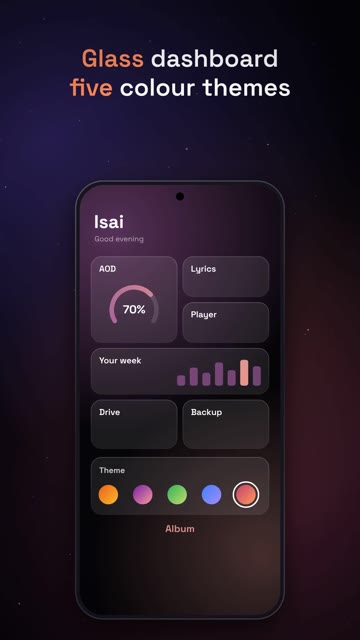 Glass dashboard
five colour themes
Isai
Good evening
AOD
Lyrics
70%
Player
Your week
Drive
Backup
Theme
Album